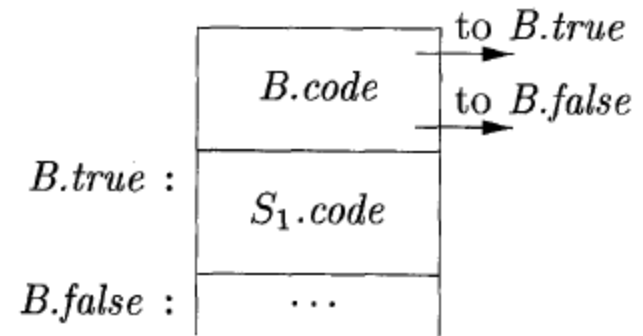 to B.true
B.code
to B.false
B.true :
S₁.code
B.false :
...